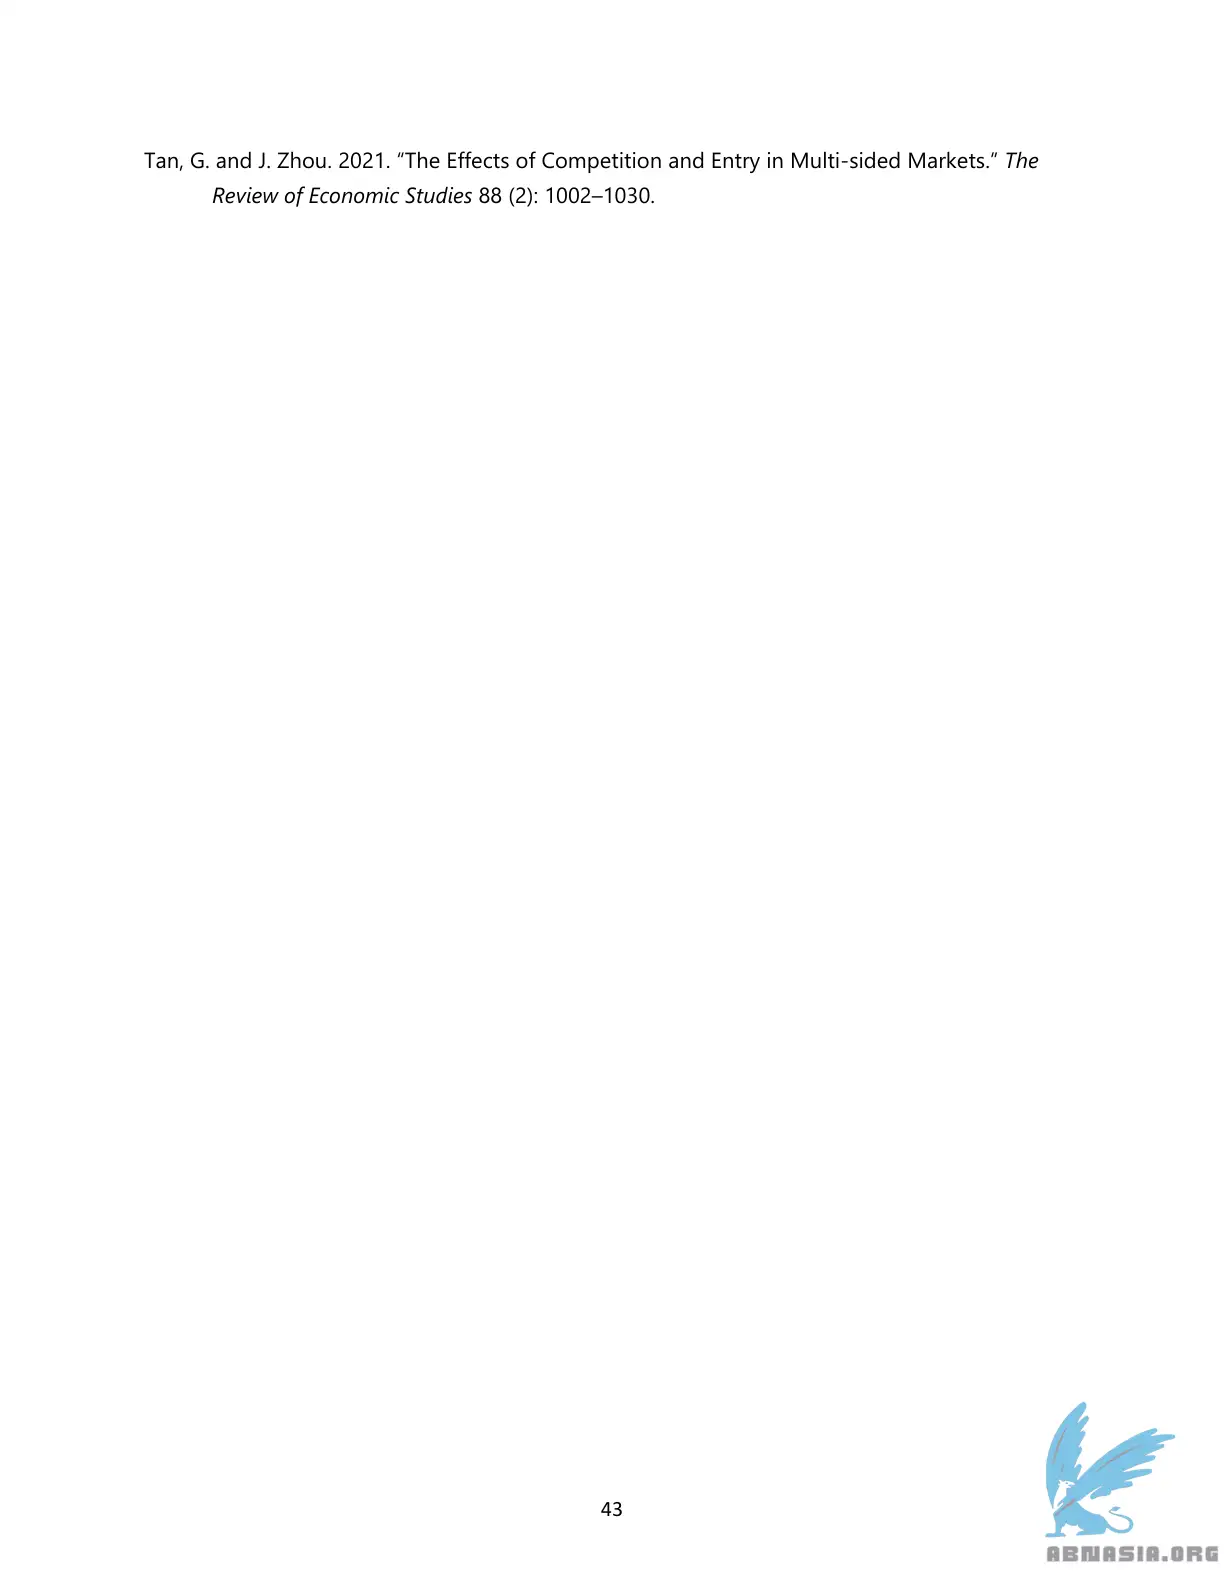 Tan, G. and J. Zhou. 2021. “The Effects of Competition and Entry in Multi-sided Markets.” The
Review of Economic Studies 88 (2): 1002–1030.
43
ABNASIA.ORG